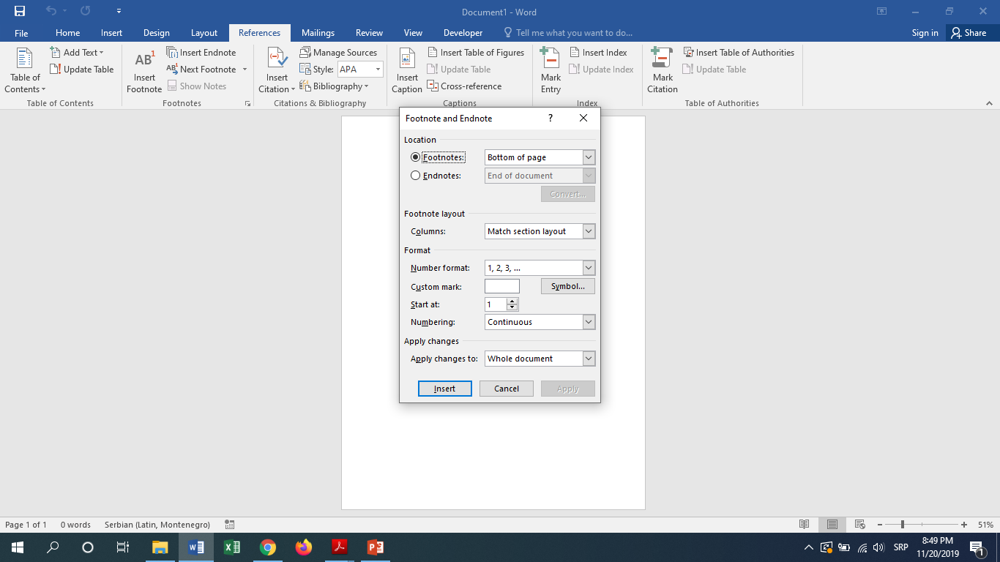 Document1 - Word
File Home Insert Design Layout References Mailings Review View Developer Tell me what you want to do... Sign in Share
Table of Contents
Add Text
Update Table
Table of Contents
AB1
Insert Footnote
Insert Endnote
AB1 Next Footnote
Show Notes
Footnotes
Insert Citation
Manage Sources
Style: APA
Bibliography
Citations & Bibliography
Insert Caption
Insert Table of Figures
Update Table
Cross-reference
Captions
Mark Entry
Insert Index
Update Index
Index
Mark Citation
Insert Table of Authorities
Update Table
Table of Authorities
Footnote and Endnote ?
Location
Footnotes: Bottom of page
Endnotes: End of document
Convert...
Footnote layout
Columns: Match section layout
Format
Number format: 1, 2, 3, ...
Custom mark: Symbol...
Start at: 1
Numbering: Continuous
Apply changes
Apply changes to: Whole document
Insert Cancel Apply
Page 1 of 1 0 words Serbian (Latin, Montenegro) 51%
SRP 8:49 PM
11/20/2019 1